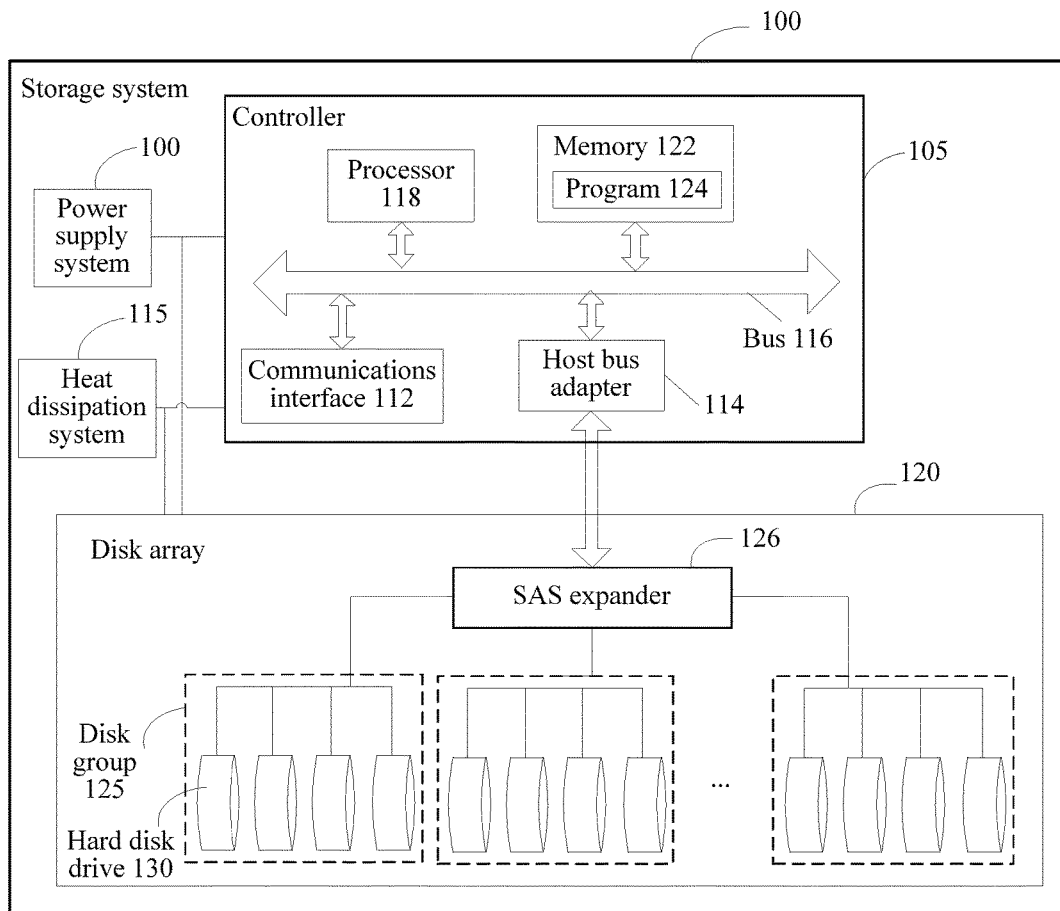 100
Storage system
Controller
100
Power
supply
system
Processor
118
Memory 122
Program 124
105
Bus 116
115
Heat
dissipation
system
Communications
interface 112
Host bus
adapter
114
120
Disk array
126
SAS expander
Disk
group
125
Hard disk
drive 130
...